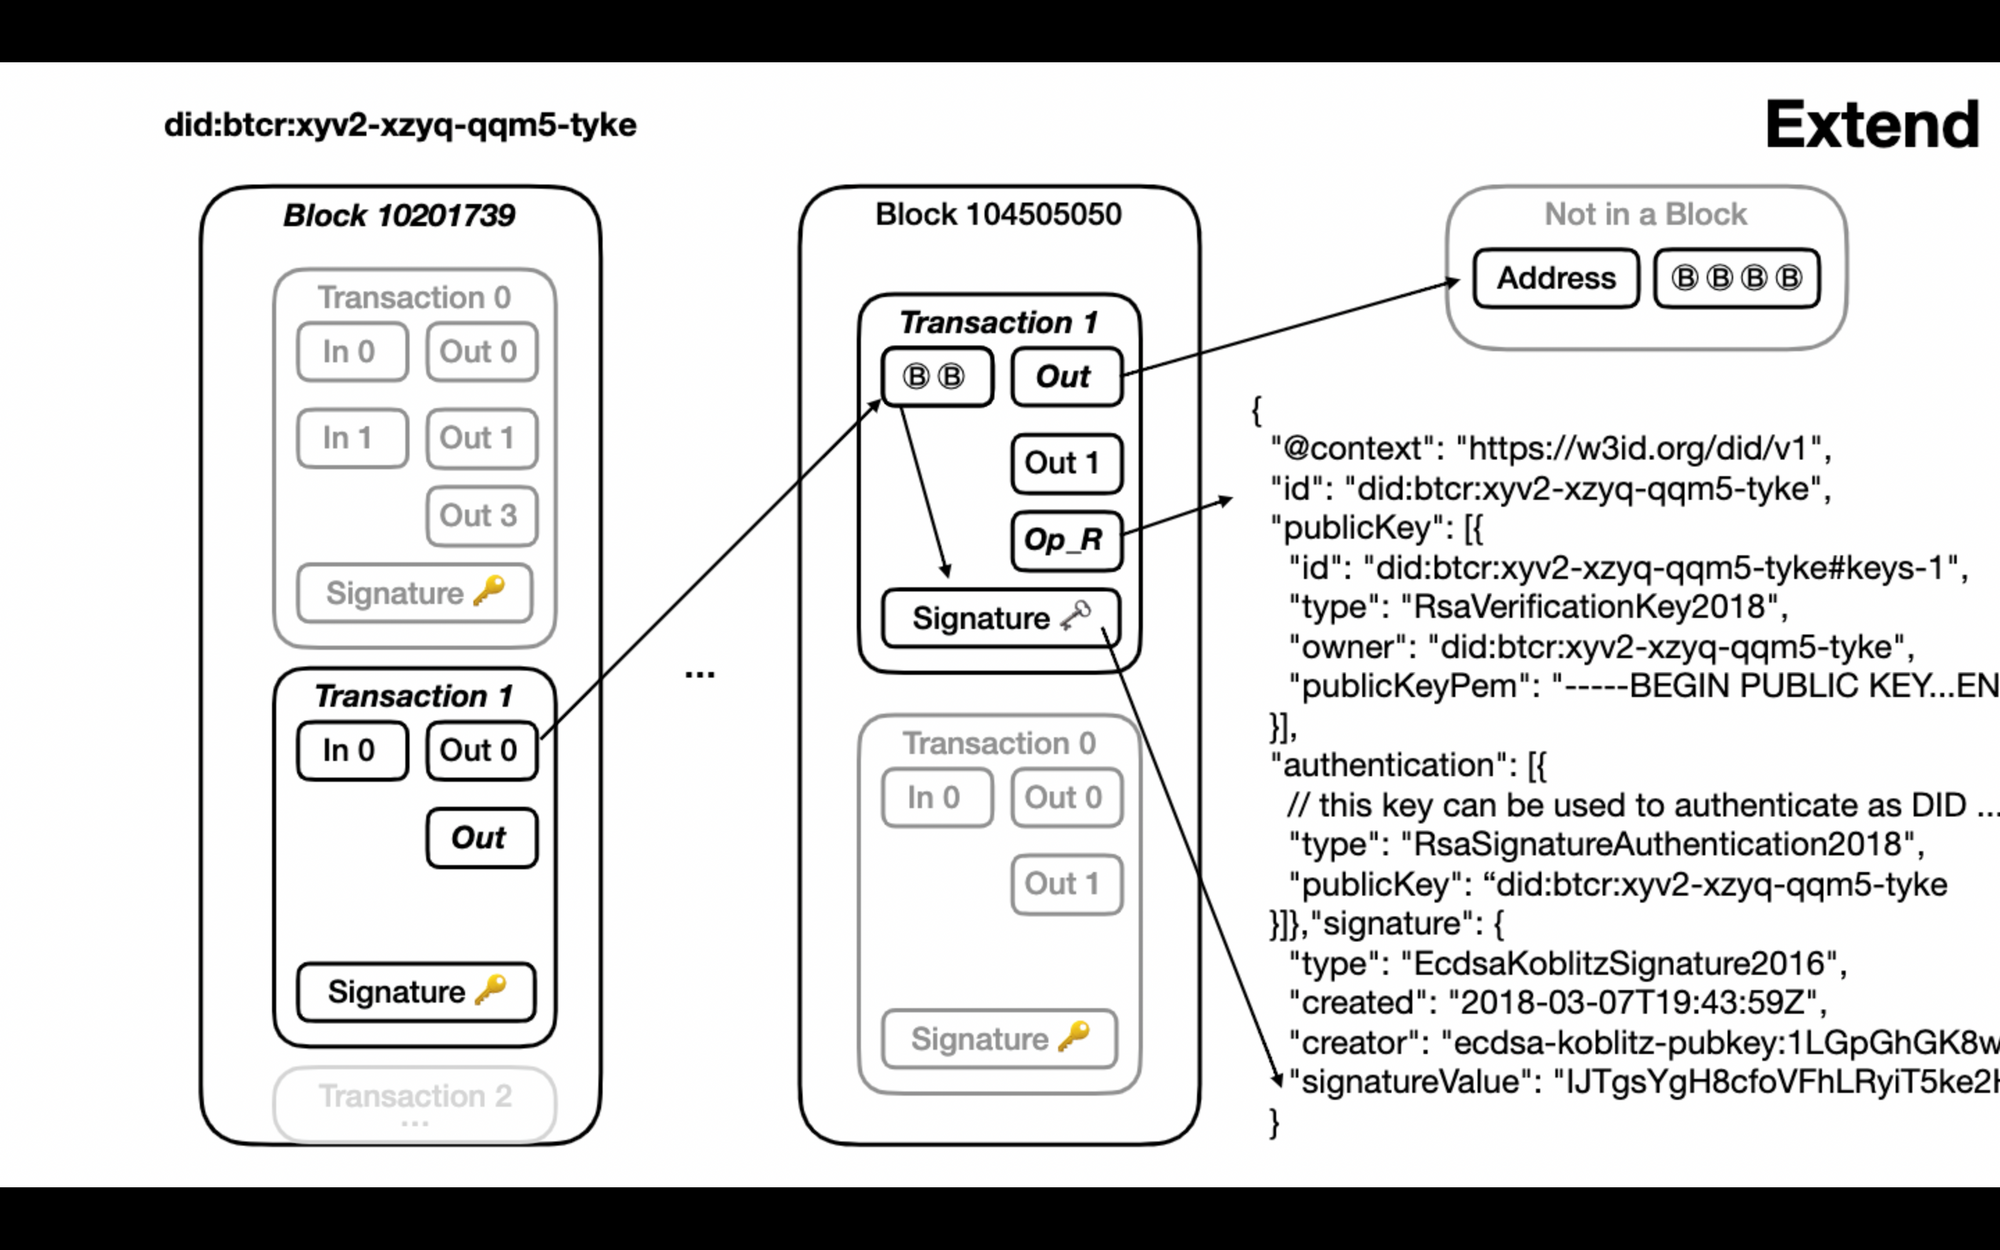 did:btcr:xyv2-xzyq-qqm5-tyke
Extend
Block 10201739
Transaction 0
In 0
Out 0
In 1
Out 1
Out 3
Signature
Transaction 1
In 0
Out 0
Out
Signature
Transaction 2
...
...
Block 104505050
Transaction 1
Ⓑ Ⓑ
Out
Out 1
Op_R
Signature
Transaction 0
In 0
Out 0
Out 1
Signature
Not in a Block
Address
Ⓑ Ⓑ Ⓑ Ⓑ
{
"@context": "https://w3id.org/did/v1",
"id": "did:btcr:xyv2-xzyq-qqm5-tyke",
"publicKey": [{
"id": "did:btcr:xyv2-xzyq-qqm5-tyke#keys-1",
"type": "RsaVerificationKey2018",
"owner": "did:btcr:xyv2-xzyq-qqm5-tyke",
"publicKeyPem": "-----BEGIN PUBLIC KEY...EN
}],
"authentication": [{
// this key can be used to authenticate as DID ...
"type": "RsaSignatureAuthentication2018",
"publicKey": “did:btcr:xyv2-xzyq-qqm5-tyke
}]},"signature": {
"type": "EcdsaKoblitzSignature2016",
"created": "2018-03-07T19:43:59Z",
"creator": "ecdsa-koblitz-pubkey:1LGpGhGK8w
"signatureValue": "IJTgsYgH8cfoVFhLRyiT5ke2H
}